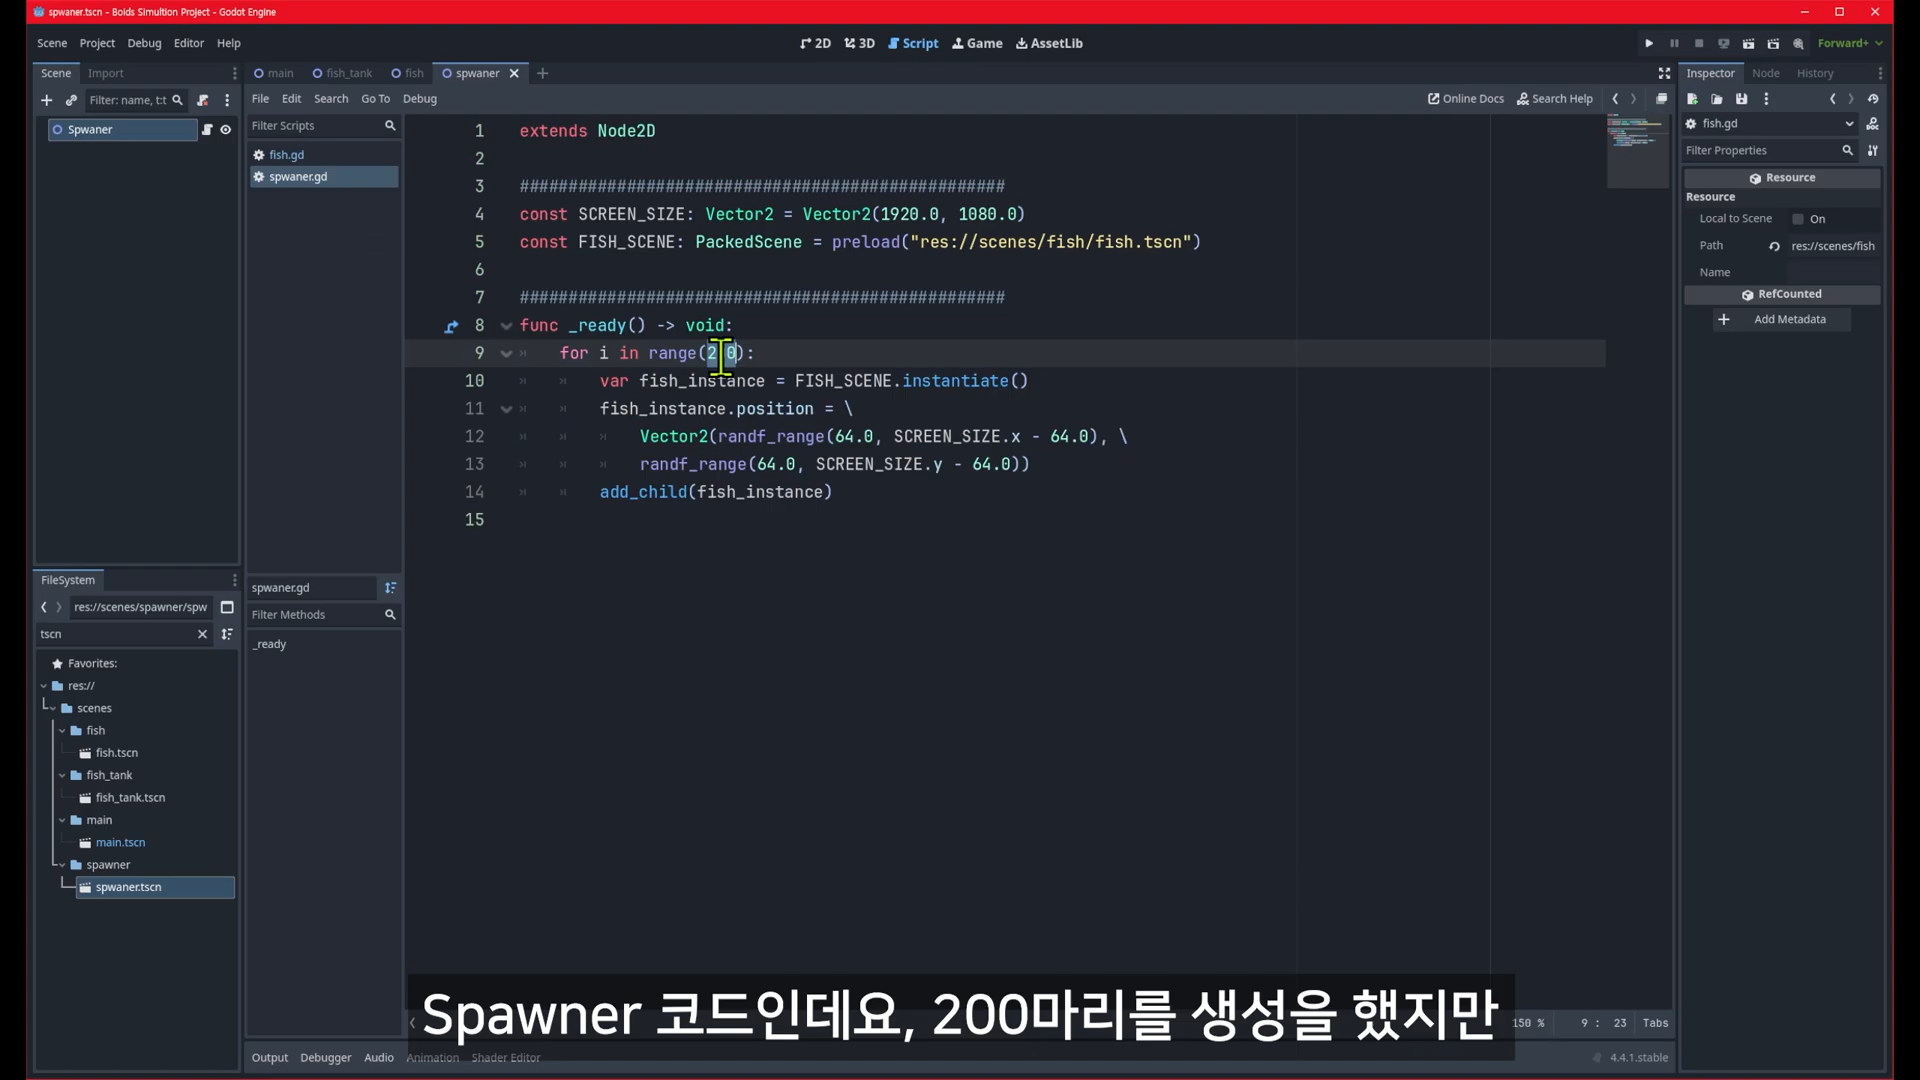 spwaner.tscn - Boids Simultion Project - Godot Engine
Scene Project Debug Editor Help
2D 3D Script Game AssetLib
Forward+
Scene Import
main fish_tank fish spwaner
Inspector Node History
Filter: name, t:t
File Edit Search Go To Debug
Online Docs Search Help
Spwaner
Filter Scripts
fish.gd
spwaner.gd
1 extends Node2D
2
3 ##################################################
4 const SCREEN_SIZE: Vector2 = Vector2(1920.0, 1080.0)
5 const FISH_SCENE: PackedScene = preload("res://scenes/fish/fish.tscn")
6
7 ##################################################
8 func _ready() -> void:
9 for i in range(2 0):
10 var fish_instance = FISH_SCENE.instantiate()
11 fish_instance.position = \
12 Vector2(randf_range(64.0, SCREEN_SIZE.x - 64.0), \
13 randf_range(64.0, SCREEN_SIZE.y - 64.0))
14 add_child(fish_instance)
15
fish.gd
Filter Properties
Resource
Resource
Local to Scene On
Path res://scenes/fish
Name
RefCounted
Add Metadata
FileSystem
res://scenes/spawner/spw
tscn
Favorites:
res://
scenes
fish
fish.tscn
fish_tank
fish_tank.tscn
main
main.tscn
spawner
spwaner.tscn
spwaner.gd
Filter Methods
_ready
Spawner 코드인데요, 200마리를 생성을 했지만
150 % 9 : 23 Tabs
Output Debugger Audio Animation Shader Editor
4.4.1.stable